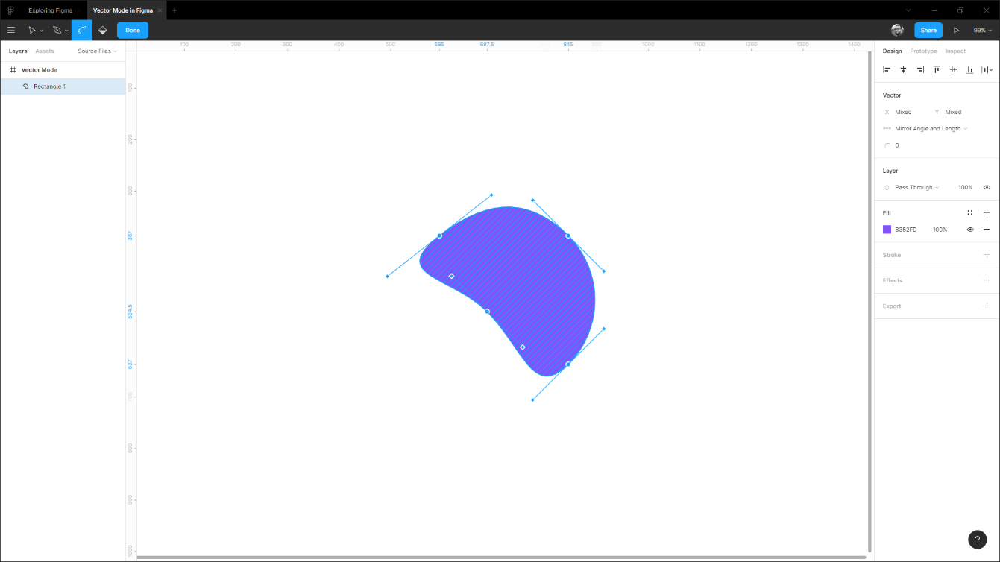 Exploring Figma
Vector Mode in Figma
Done
Share
99%
Layers
Assets
Source Files
Vector Mode
Rectangle 1
100
200
300
400
500
595
687.5
845
900
1000
1100
1200
1300
1400
100
200
300
387
534.5
637
700
800
900
1000
Design
Prototype
Inspect
Vector
X Mixed
Y Mixed
Mirror Angle and Length
0
Layer
Pass Through
100%
Fill
8352FD
100%
Stroke
Effects
Export
?